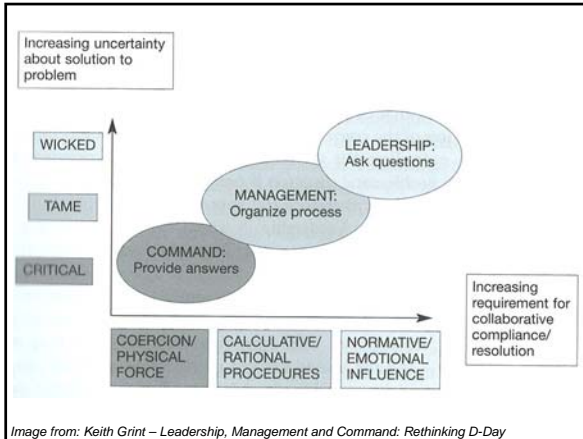 Increasing uncertainty
about solution to
problem
WICKED
TAME
CRITICAL
LEADERSHIP:
Ask questions
MANAGEMENT:
Organize process
COMMAND:
Provide answers
COERCION/
PHYSICAL
FORCE
CALCULATIVE/
RATIONAL
PROCEDURES
NORMATIVE/
EMOTIONAL
INFLUENCE
Increasing
requirement for
collaborative
compliance/
resolution
Image from: Keith Grint – Leadership, Management and Command: Rethinking D-Day